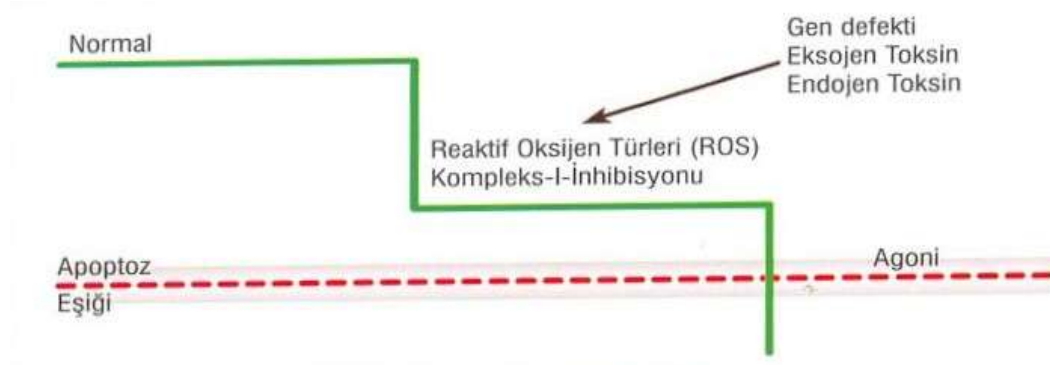 Normal
Gen defekti
Eksojen Toksin
Endojen Toksin
Reaktif Oksijen Türleri (ROS)
Kompleks-I-İnhibisyonu
Apoptoz
Eşiği
Agoni